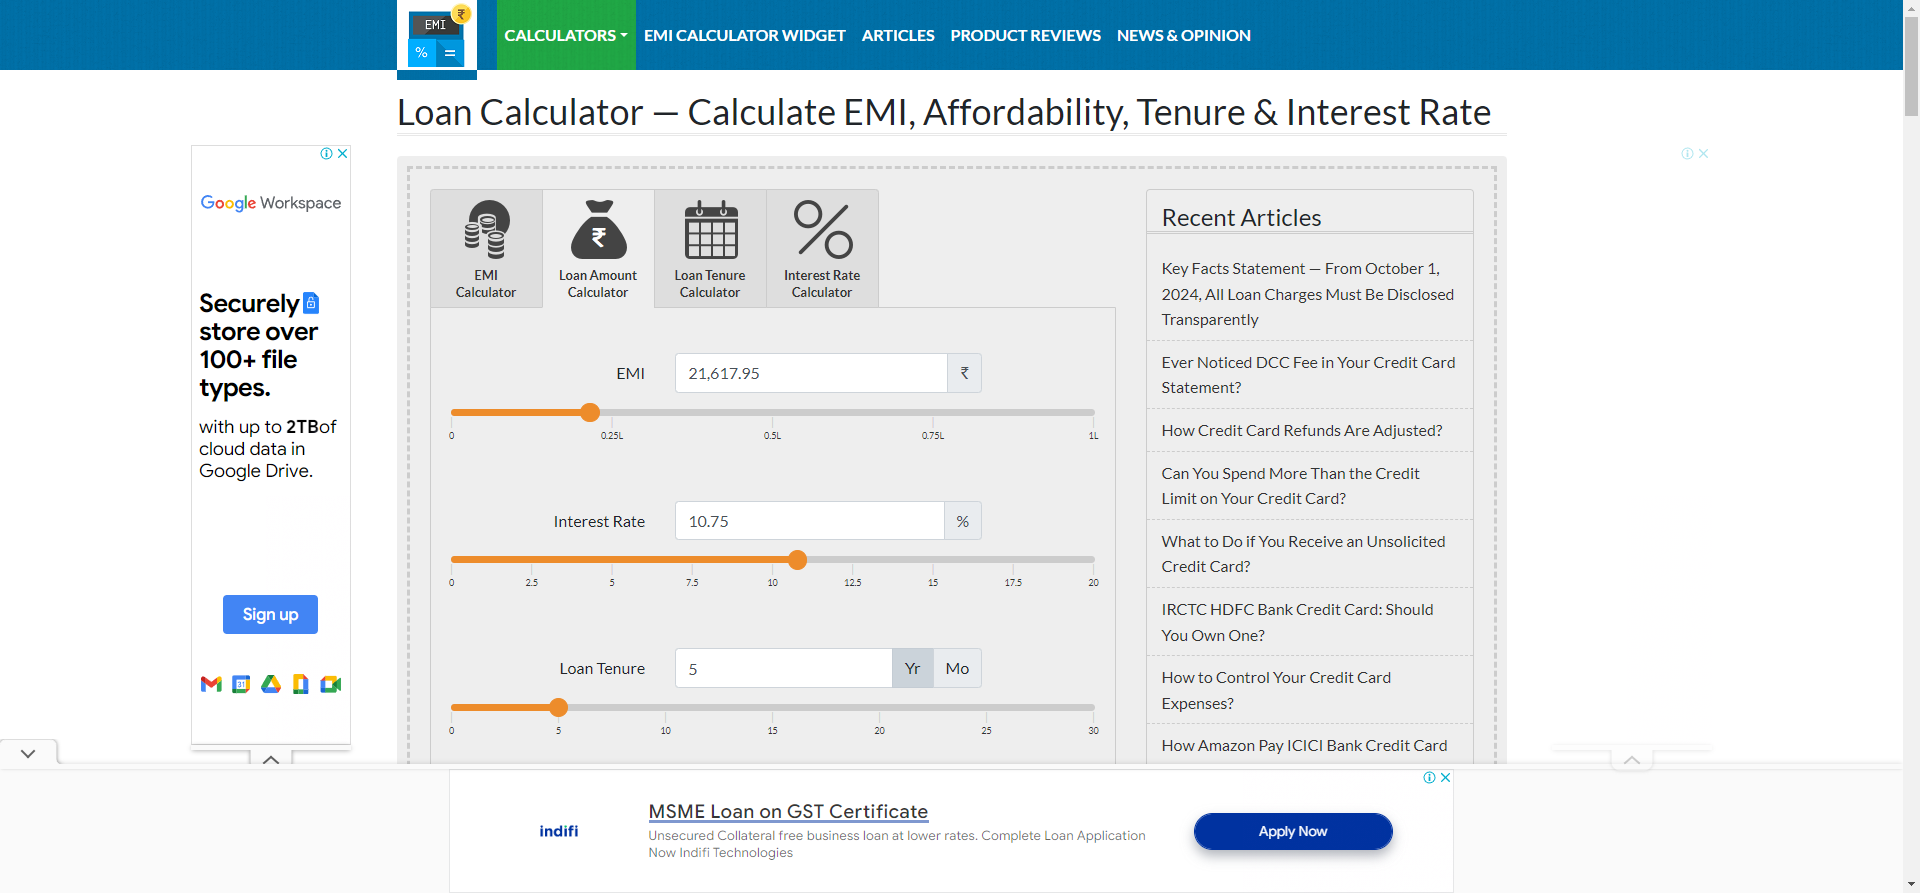 EMI
₹
%
=
CALCULATORS
EMI CALCULATOR WIDGET
ARTICLES
PRODUCT REVIEWS
NEWS & OPINION
Loan Calculator — Calculate EMI, Affordability, Tenure & Interest Rate
Google Workspace
Securely
store over
100+ file
types.
with up to 2TBof
cloud data in
Google Drive.
Sign up
31
₹
EMI
Calculator
Loan Amount
Calculator
Loan Tenure
Calculator
Interest Rate
Calculator
EMI 21,617.95 ₹
0 0.25L 0.5L 0.75L 1L
Interest Rate 10.75 %
0 2.5 5 7.5 10 12.5 15 17.5 20
Loan Tenure 5 Yr Mo
0 5 10 15 20 25 30
Recent Articles
Key Facts Statement — From October 1,
2024, All Loan Charges Must Be Disclosed
Transparently
Ever Noticed DCC Fee in Your Credit Card
Statement?
How Credit Card Refunds Are Adjusted?
Can You Spend More Than the Credit
Limit on Your Credit Card?
What to Do if You Receive an Unsolicited
Credit Card?
IRCTC HDFC Bank Credit Card: Should
You Own One?
How to Control Your Credit Card
Expenses?
How Amazon Pay ICICI Bank Credit Card
indifi
MSME Loan on GST Certificate
Unsecured Collateral free business loan at lower rates. Complete Loan Application
Now Indifi Technologies
Apply Now